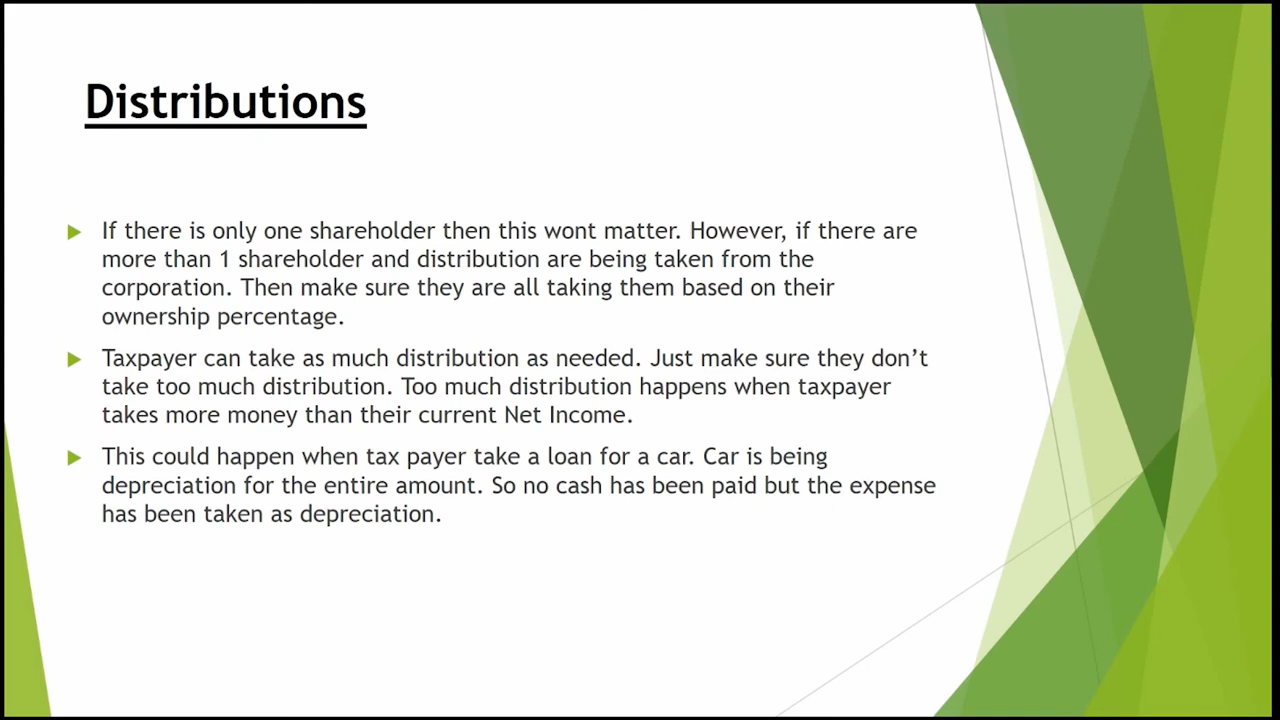 Distributions
If there is only one shareholder then this wont matter. However, if there are
more than 1 shareholder and distribution are being taken from the
corporation. Then make sure they are all taking them based on their
ownership percentage.
Taxpayer can take as much distribution as needed. Just make sure they don’t
take too much distribution. Too much distribution happens when taxpayer
takes more money than their current Net Income.
This could happen when tax payer take a loan for a car. Car is being
depreciation for the entire amount. So no cash has been paid but the expense
has been taken as depreciation.